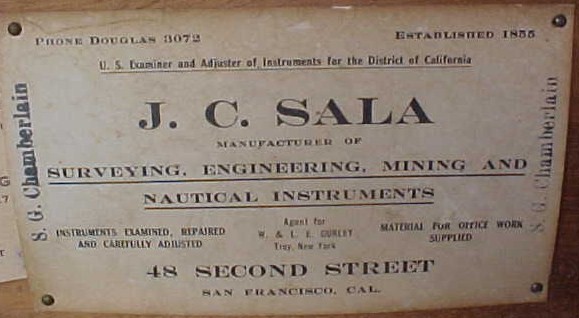 PHONE DOUGLAS 3072
ESTABLISHED 1855
U. S. Examiner and Adjuster of Instruments for the District of California
J. C. SALA
MANUFACTURER OF
SURVEYING, ENGINEERING, MINING AND
NAUTICAL INSTRUMENTS
INSTRUMENTS EXAMINED, REPAIRED
AND CAREFULLY ADJUSTED
Agent for
W. & L. E. GURLEY
Troy, New York
MATERIAL FOR OFFICE WORK
SUPPLIED
48 SECOND STREET
SAN FRANCISCO, CAL.
S. G. Chamberlain
S. G. Chamberlain